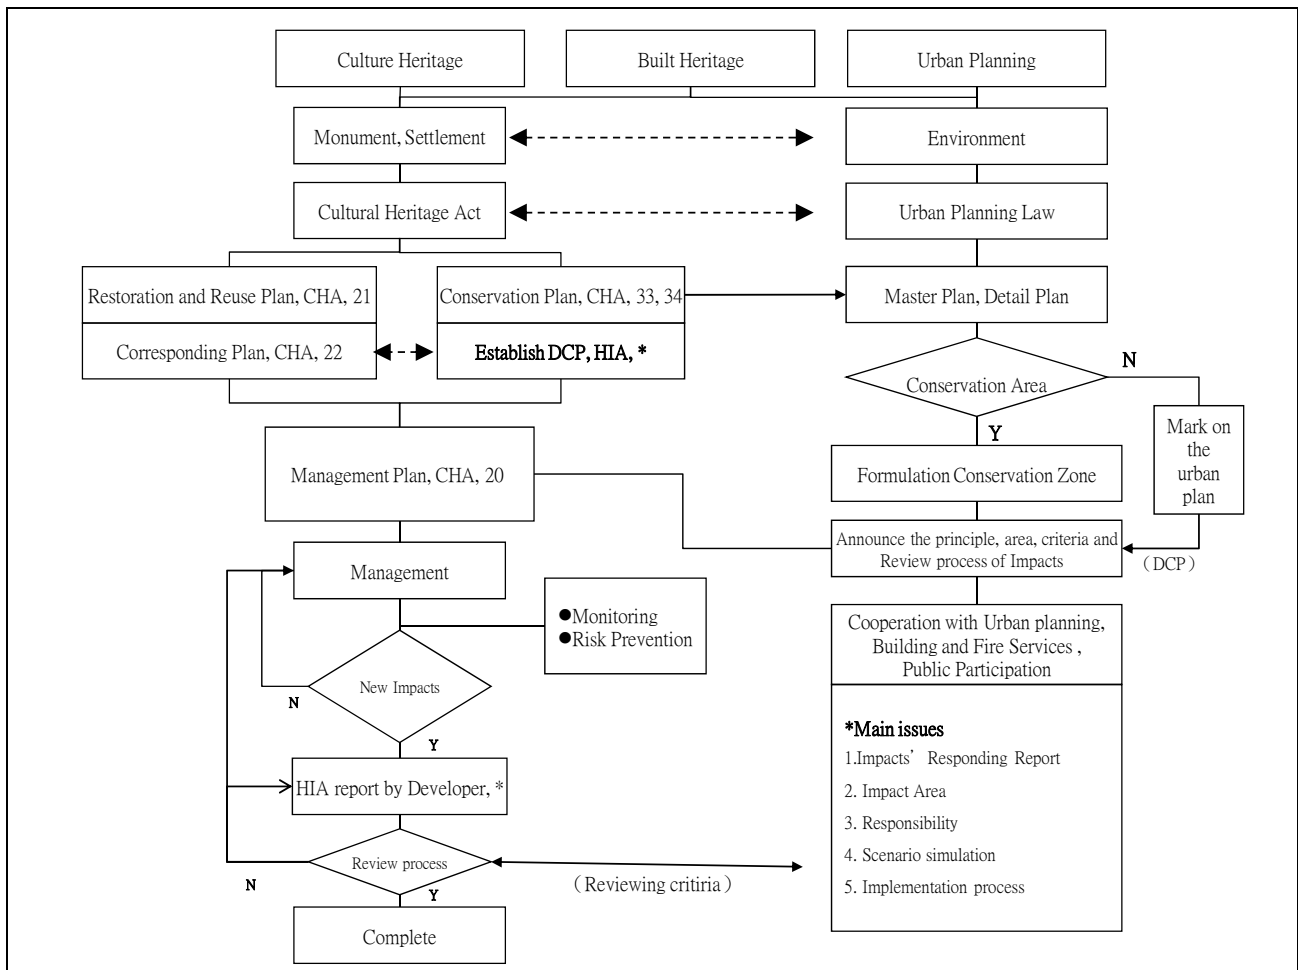 Culture Heritage
Built Heritage
Urban Planning
Monument, Settlement
Environment
Cultural Heritage Act
Urban Planning Law
Restoration and Reuse Plan, CHA, 21
Conservation Plan, CHA, 33, 34
Master Plan, Detail Plan
Corresponding Plan, CHA, 22
Establish DCP, HIA, *
Conservation Area
N
Y
Mark on
the
urban
plan
Management Plan, CHA, 20
Formulation Conservation Zone
Announce the principle, area, criteria and
Review process of Impacts
（DCP）
Management
●Monitoring
●Risk Prevention
Cooperation with Urban planning,
Building and Fire Services ,
Public Participation
New Impacts
N
Y
*Main issues
1.Impacts’ Responding Report
2. Impact Area
3. Responsibility
4. Scenario simulation
5. Implementation process
HIA report by Developer, *
Review process
N
Y
（Reviewing critiria）
Complete